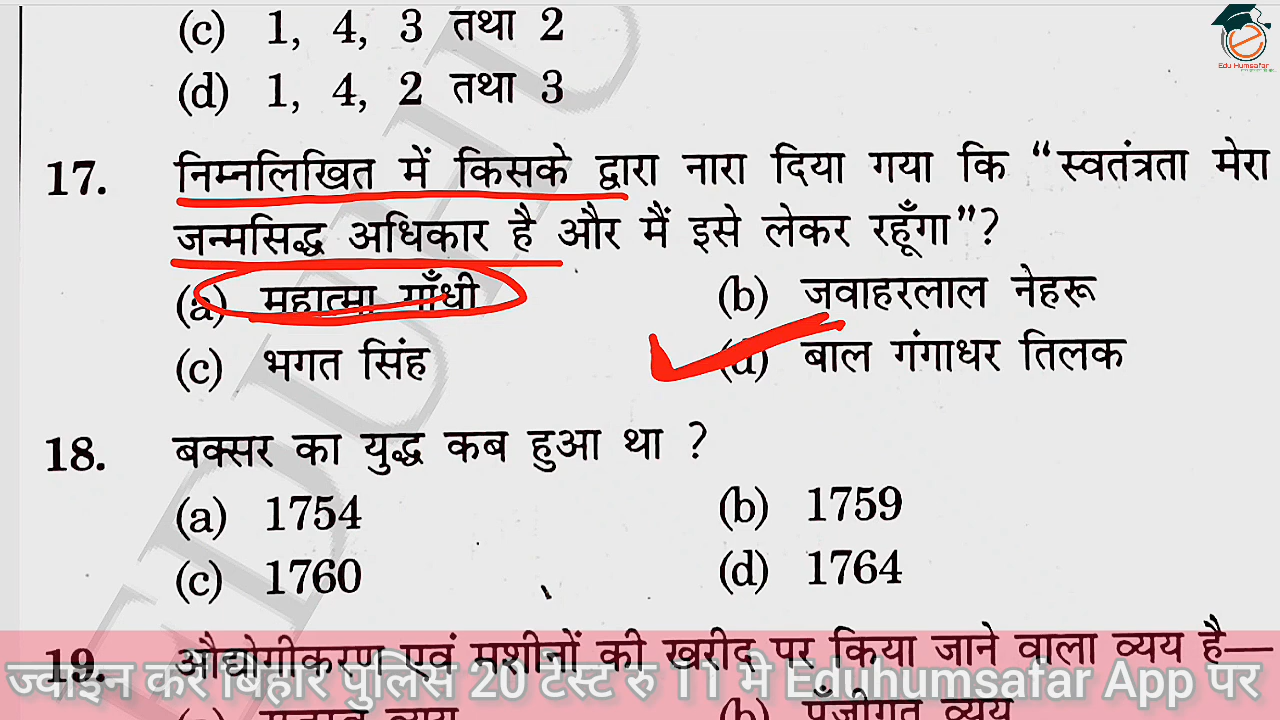 (c) 1, 4, 3 तथा 2
(d) 1, 4, 2 तथा 3
Edu Humsafar
17. निम्नलिखित में किसके द्वारा नारा दिया गया कि “स्वतंत्रता मेरा
जन्मसिद्ध अधिकार है और मैं इसे लेकर रहूँगा”?
(a) महात्मा गाँधी (b) जवाहरलाल नेहरू
(c) भगत सिंह (d) बाल गंगाधर तिलक
18. बक्सर का युद्ध कब हुआ था ?
(a) 1754 (b) 1759
(c) 1760 (d) 1764
19. औद्योगीकरण एवं मशीनों की खरीद पर किया जाने वाला व्यय है—
ज्वाइन करे बिहार पुलिस 20 टेस्ट रु 11 मे Eduhumsafar App पर
(b) पूँजीगत व्यय